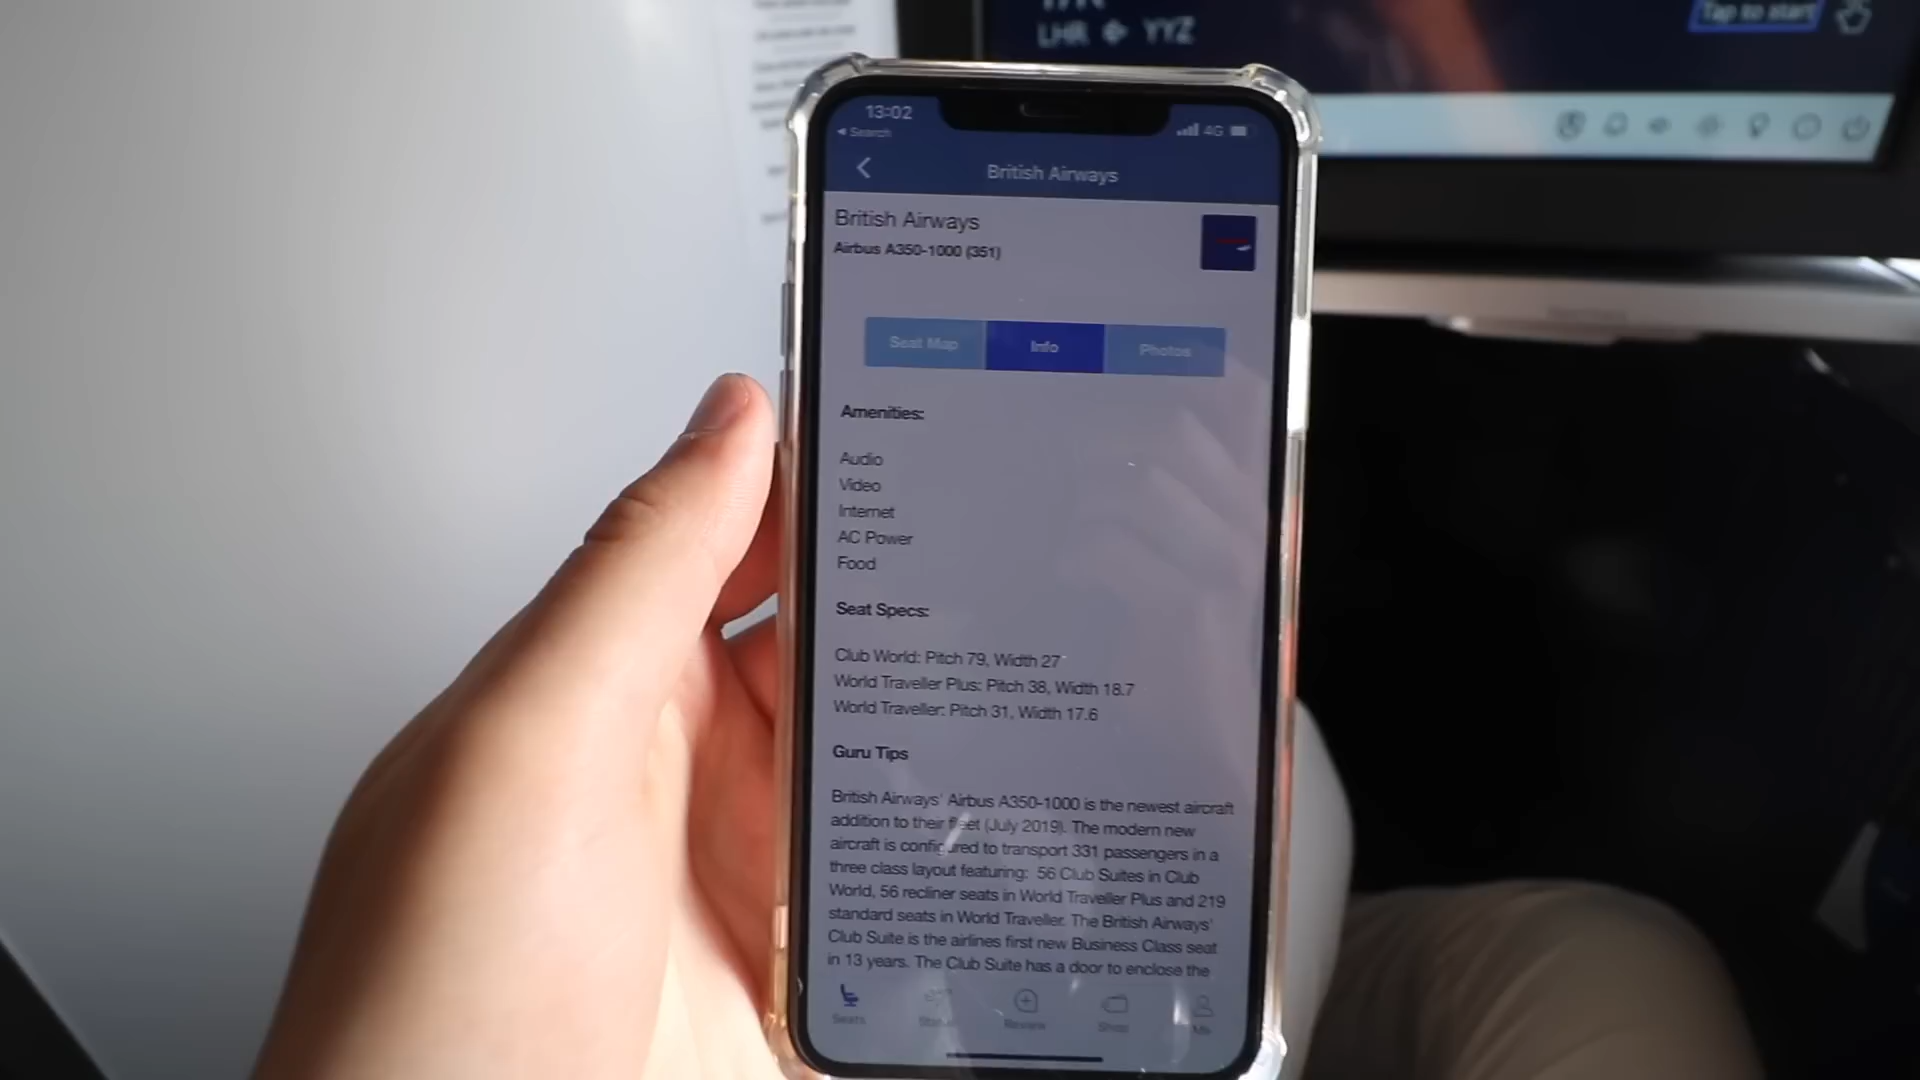 LHR YYZ
Tap to start
13:02
Search
4G
British Airways
British Airways
Airbus A350-1000 (351)
Seat Map
Info
Photos
Amenities:
Audio
Video
Internet
AC Power
Food
Seat Specs:
Club World: Pitch 79, Width 27
World Traveller Plus: Pitch 38, Width 18.7
World Traveller: Pitch 31, Width 17.6
Guru Tips
British Airways' Airbus A350-1000 is the newest aircraft
addition to their fleet (July 2019). The modern new
aircraft is configured to transport 331 passengers in a
three class layout featuring: 56 Club Suites in Club
World, 56 recliner seats in World Traveller Plus and 219
standard seats in World Traveller. The British Airways'
Club Suite is the airlines first new Business Class seat
in 13 years. The Club Suite has a door to enclose the
Seats
Review
Shop
Me